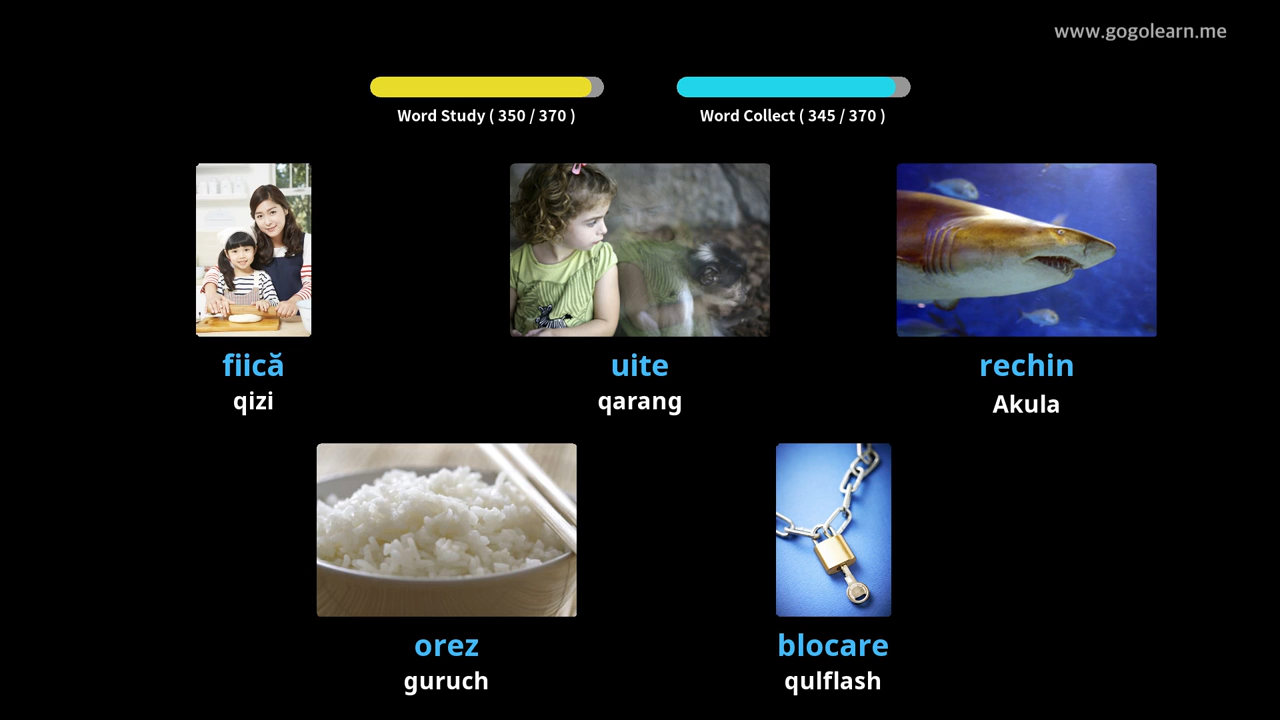 www.gogolearn.me
Word Study ( 350 / 370 )
Word Collect ( 345 / 370 )
fiică
qizi
uite
qarang
rechin
Akula
orez
guruch
blocare
qulflash